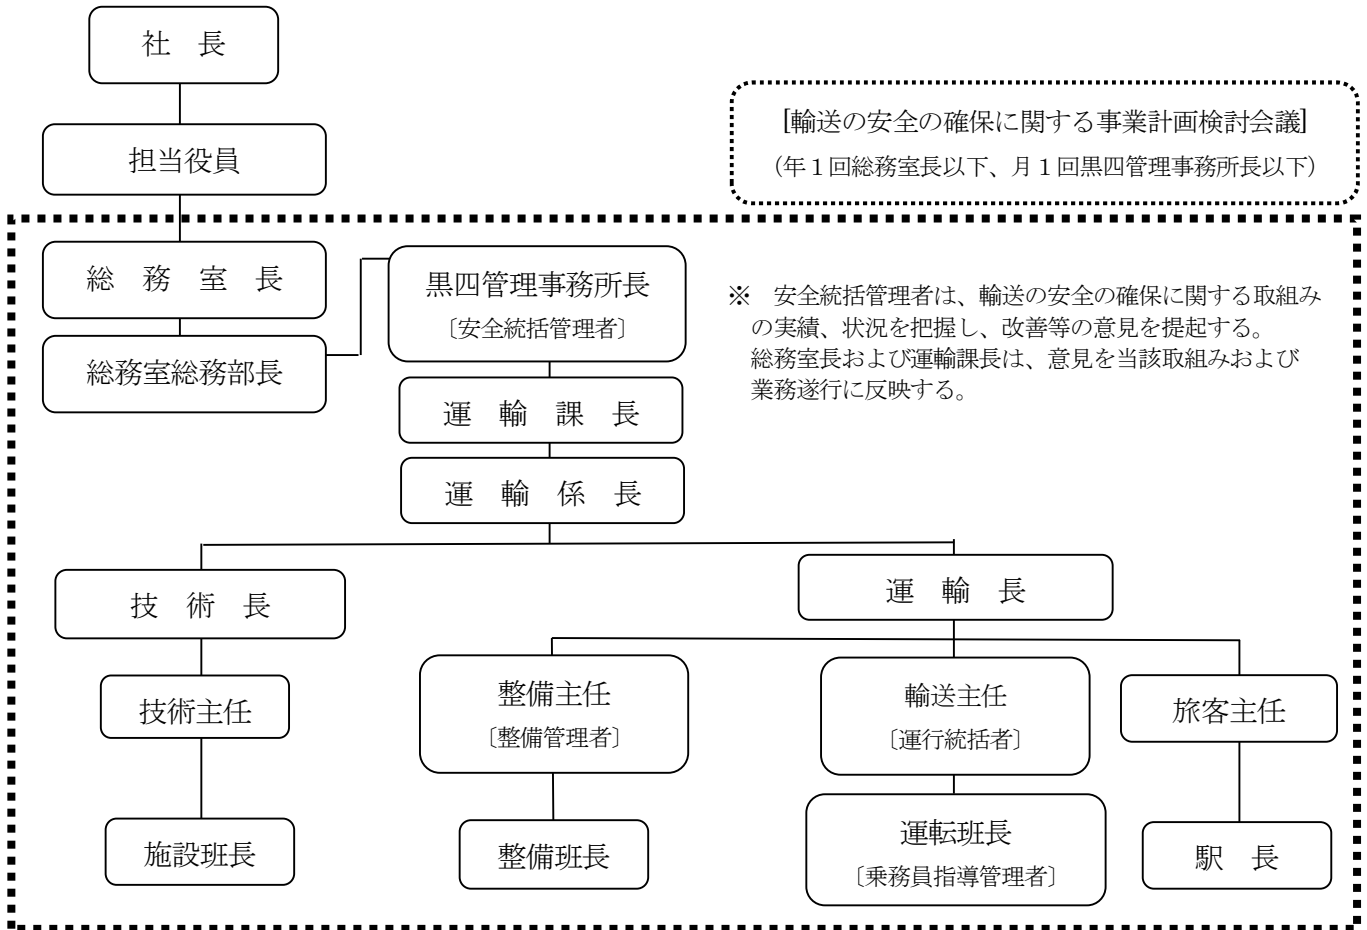 社　長
[輸送の安全の確保に関する事業計画検討会議]
（年１回総務室長以下、月１回黒四管理事務所長以下）
担当役員
総　務　室　長
黒四管理事務所長
〔安全統括管理者〕
※　安全統括管理者は、輸送の安全の確保に関する取組み
の実績、状況を把握し、改善等の意見を提起する。
総務室長および運輸課長は、意見を当該取組みおよび
業務遂行に反映する。
総務室総務部長
運　輸　課　長
運　輸　係　長
技　術　長
運　輸　長
技術主任
整備主任
〔整備管理者〕
輸送主任
〔運行統括者〕
旅客主任
施設班長
整備班長
運転班長
〔乗務員指導管理者〕
駅　長